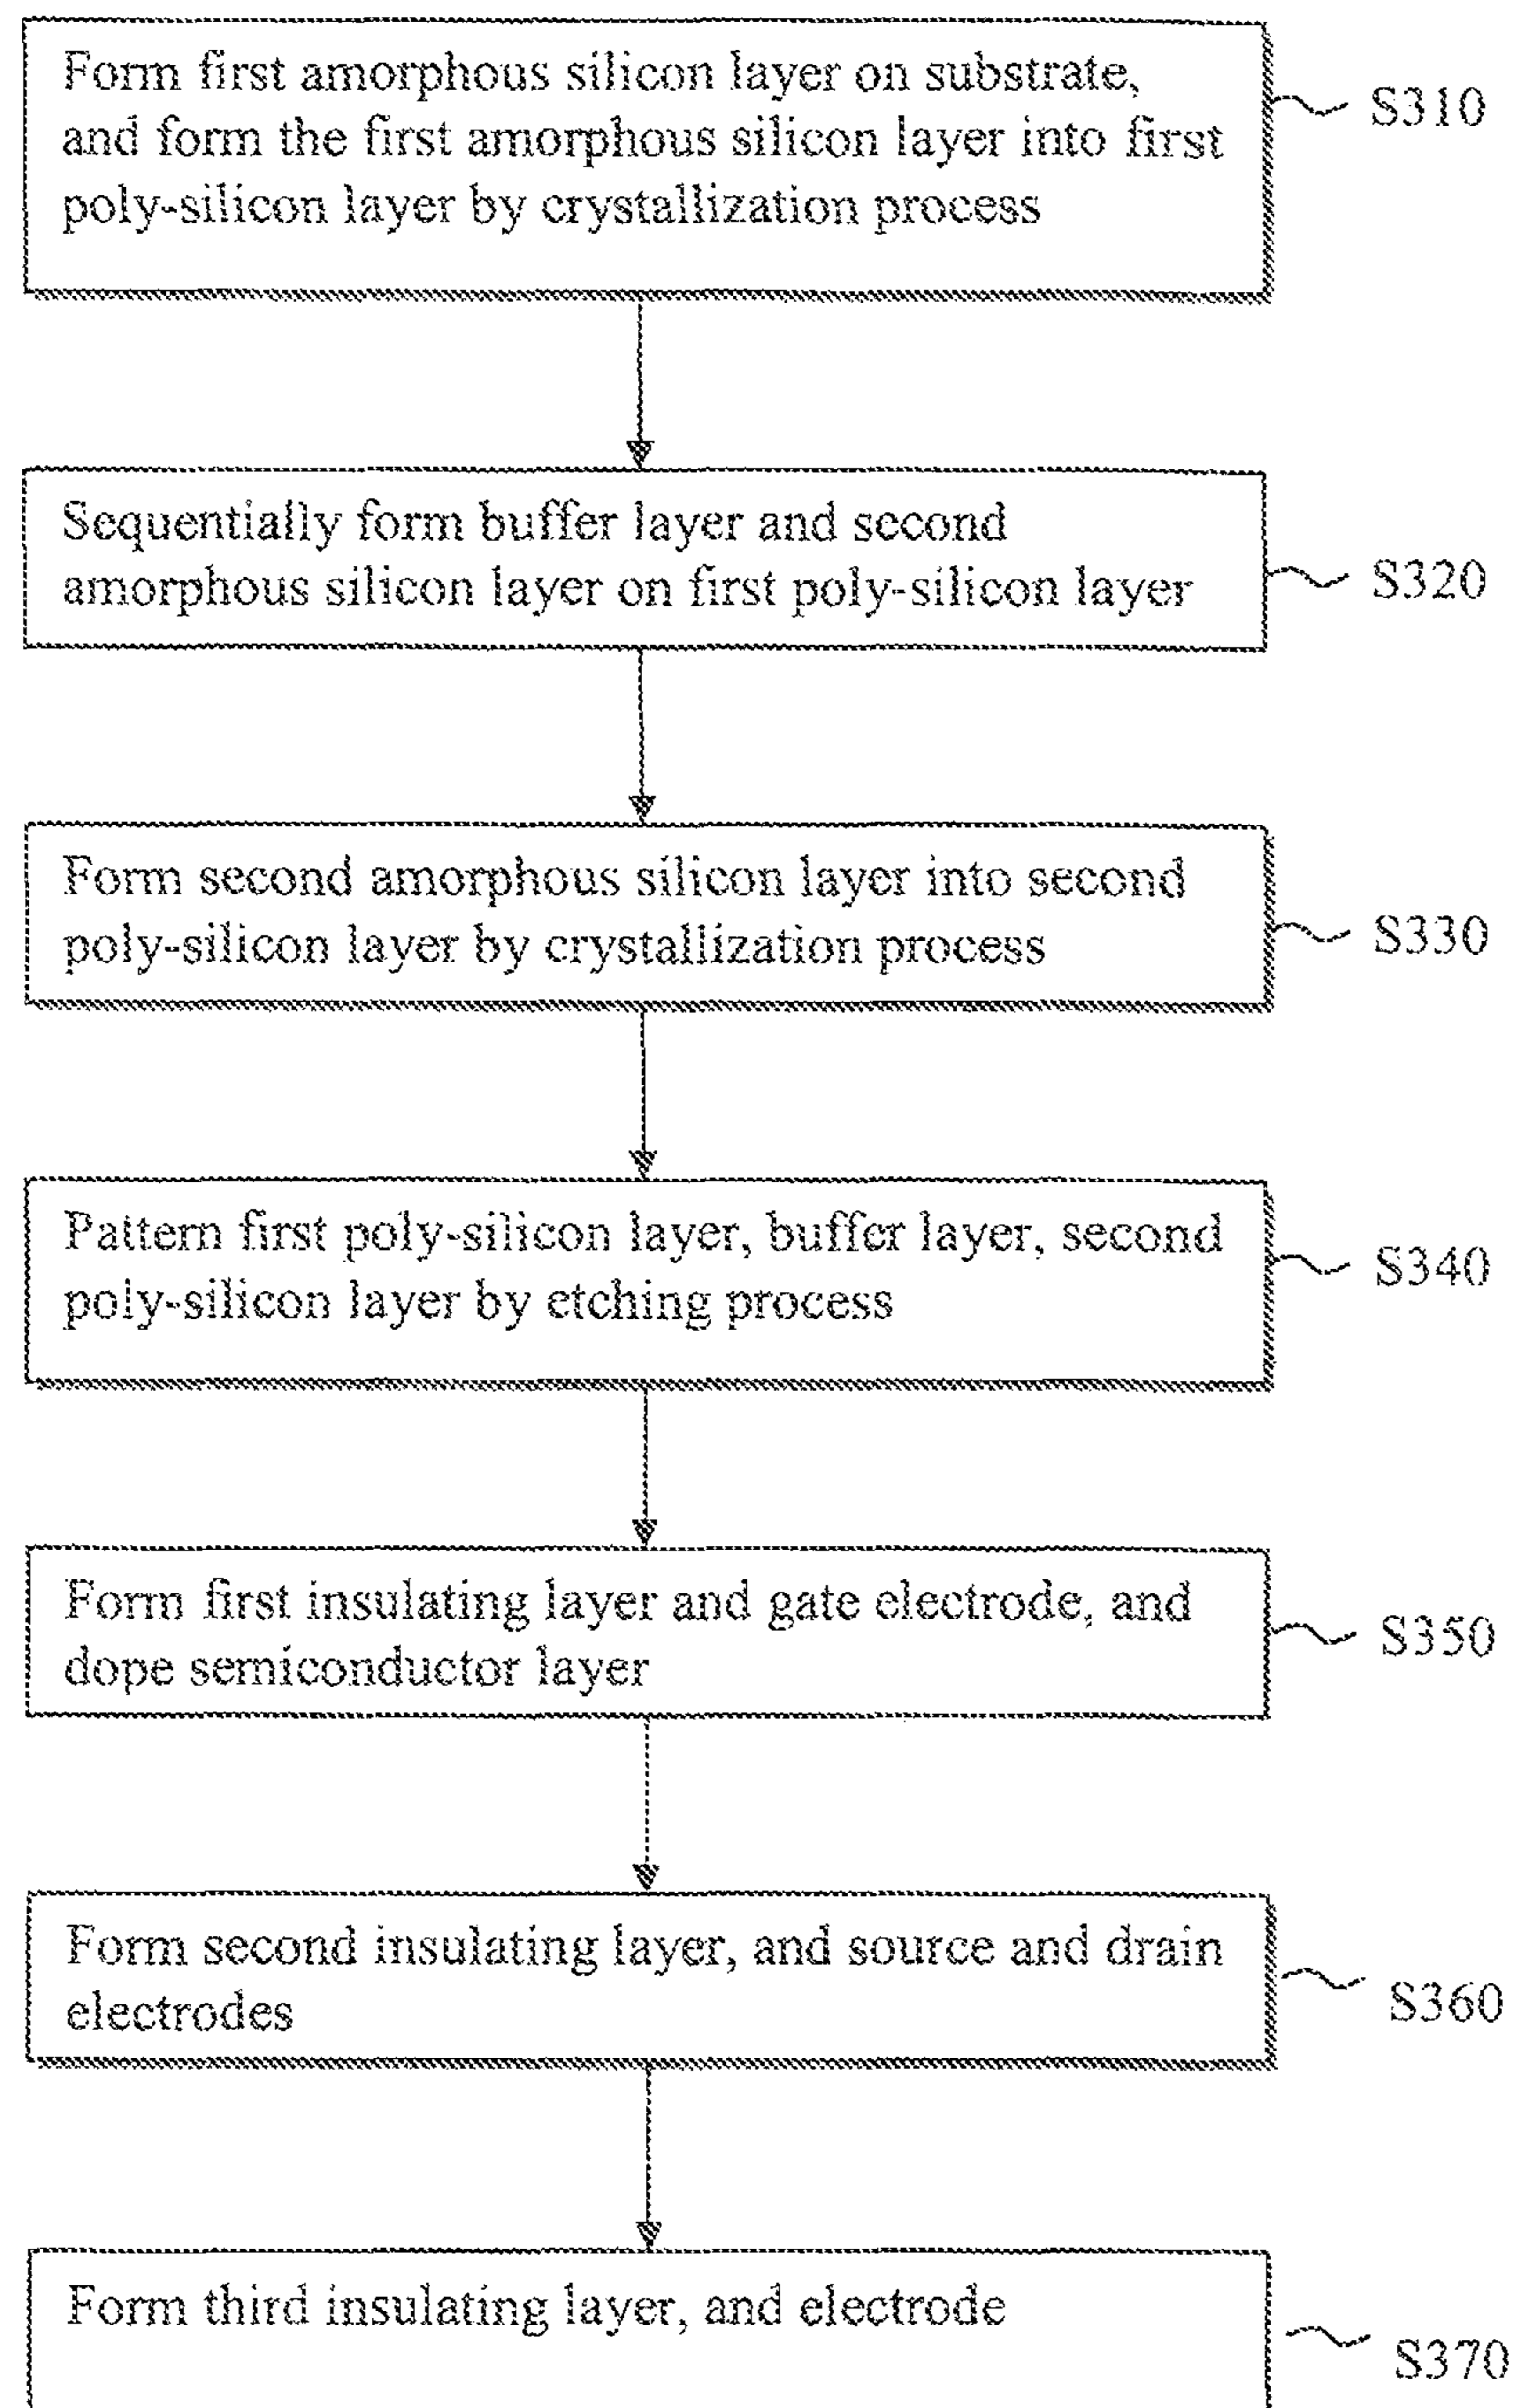 Form first amorphous silicon layer on substrate,
and form the first amorphous silicon layer into first
poly-silicon layer by crystallization process
S310
Sequentially form buffer layer and second
amorphous silicon layer on first poly-silicon layer
S320
Form second amorphous silicon layer into second
poly-silicon layer by crystallization process
S330
Pattern first poly-silicon layer, buffer layer, second
poly-silicon layer by etching process
S340
Form first insulating layer and gate electrode, and
dope semiconductor layer
S350
Form second insulating layer, and source and drain
electrodes
S360
Form third insulating layer, and electrode
S370